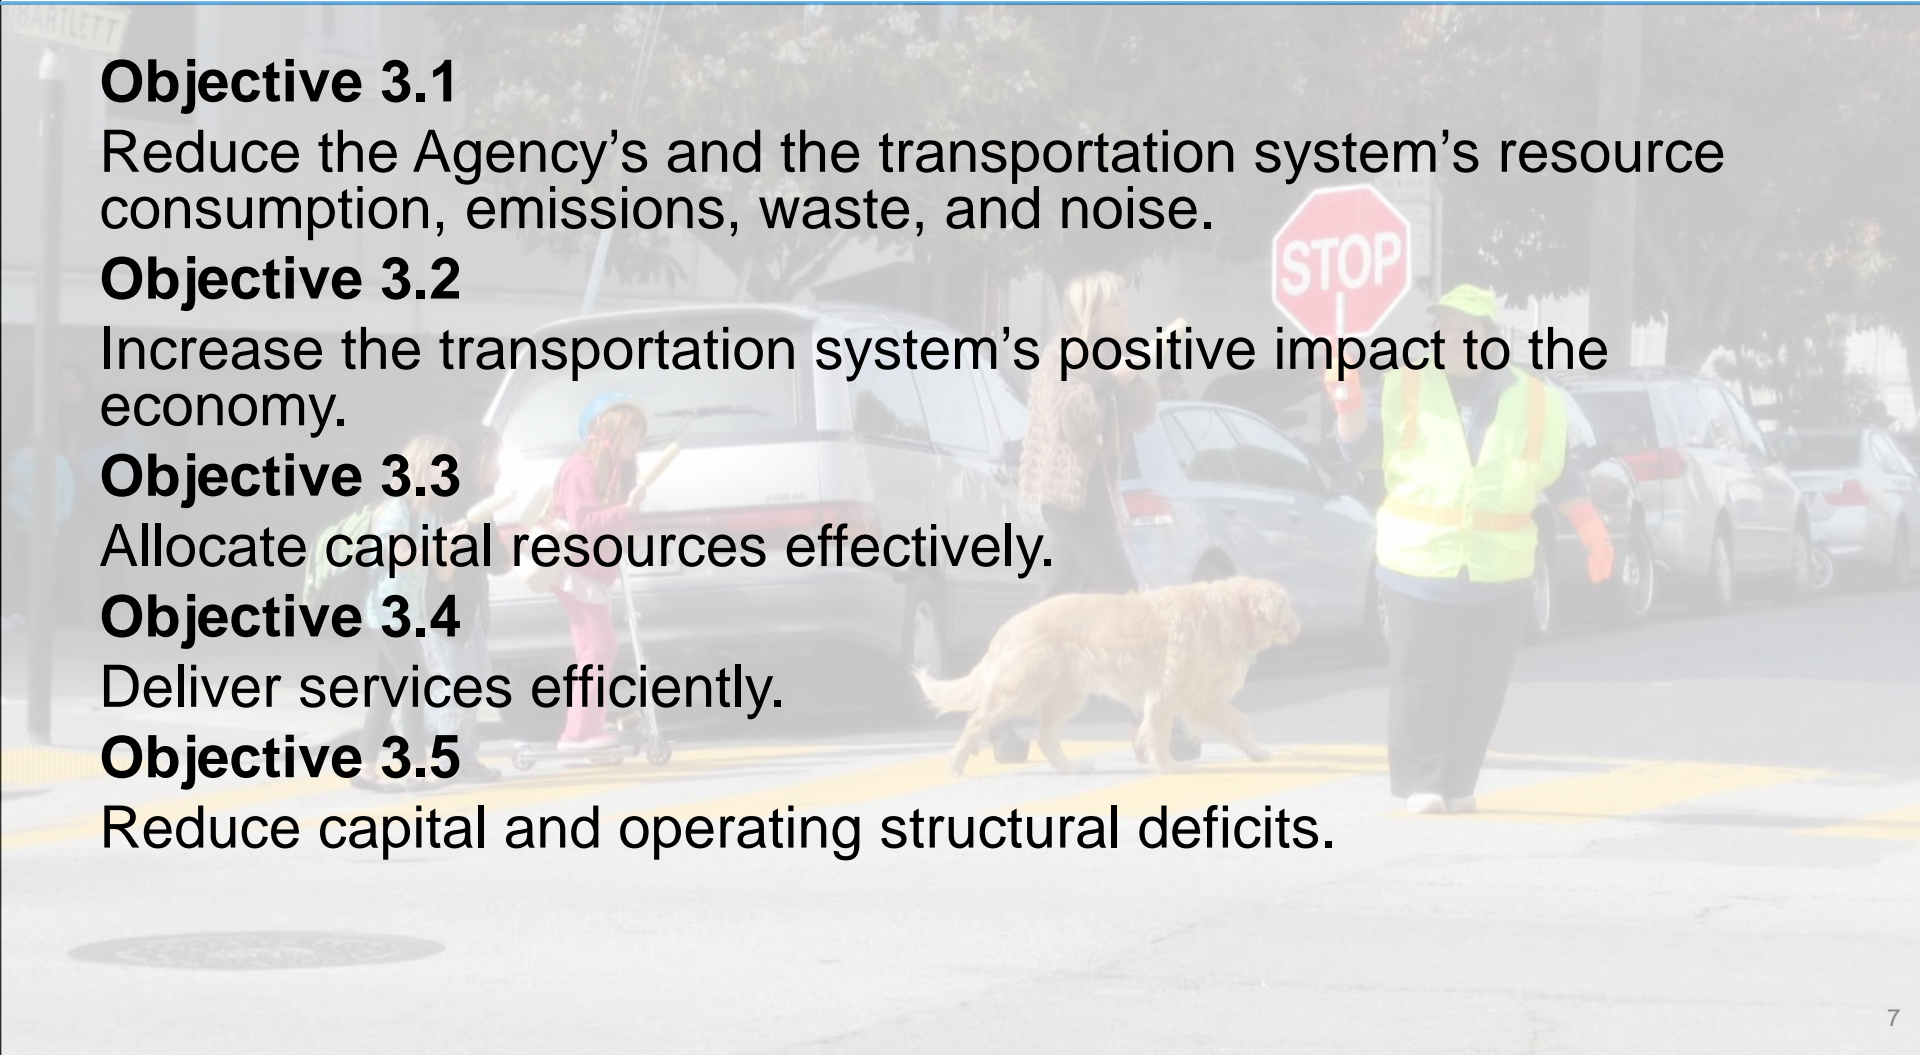 BARTLETT
Objective 3.1
Reduce the Agency’s and the transportation system’s resource
consumption, emissions, waste, and noise.
Objective 3.2
STOP
Increase the transportation system’s positive impact to the
economy.
Objective 3.3
Allocate capital resources effectively.
Objective 3.4
Deliver services efficiently.
Objective 3.5
Reduce capital and operating structural deficits.
7